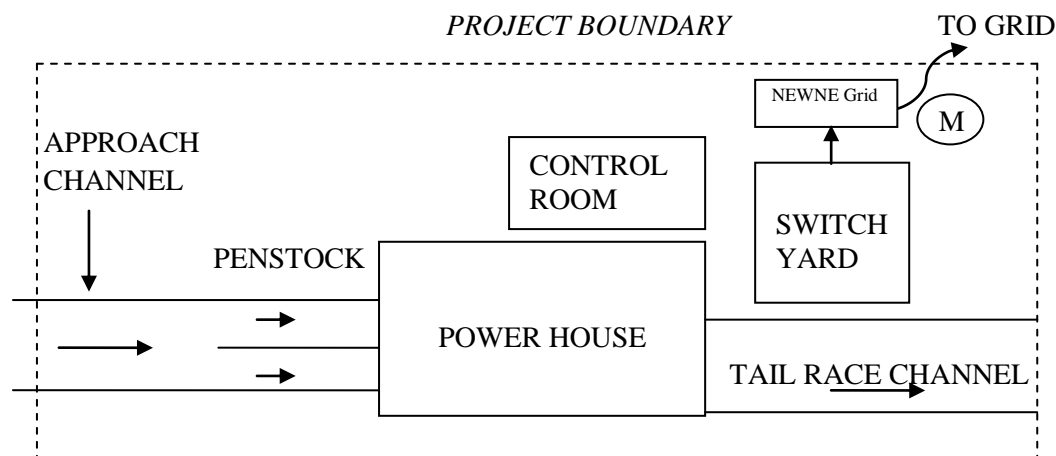 PROJECT BOUNDARY
TO GRID
NEWNE Grid
M
APPROACH
CHANNEL
CONTROL
ROOM
SWITCH
YARD
PENSTOCK
POWER HOUSE
TAIL RACE CHANNEL